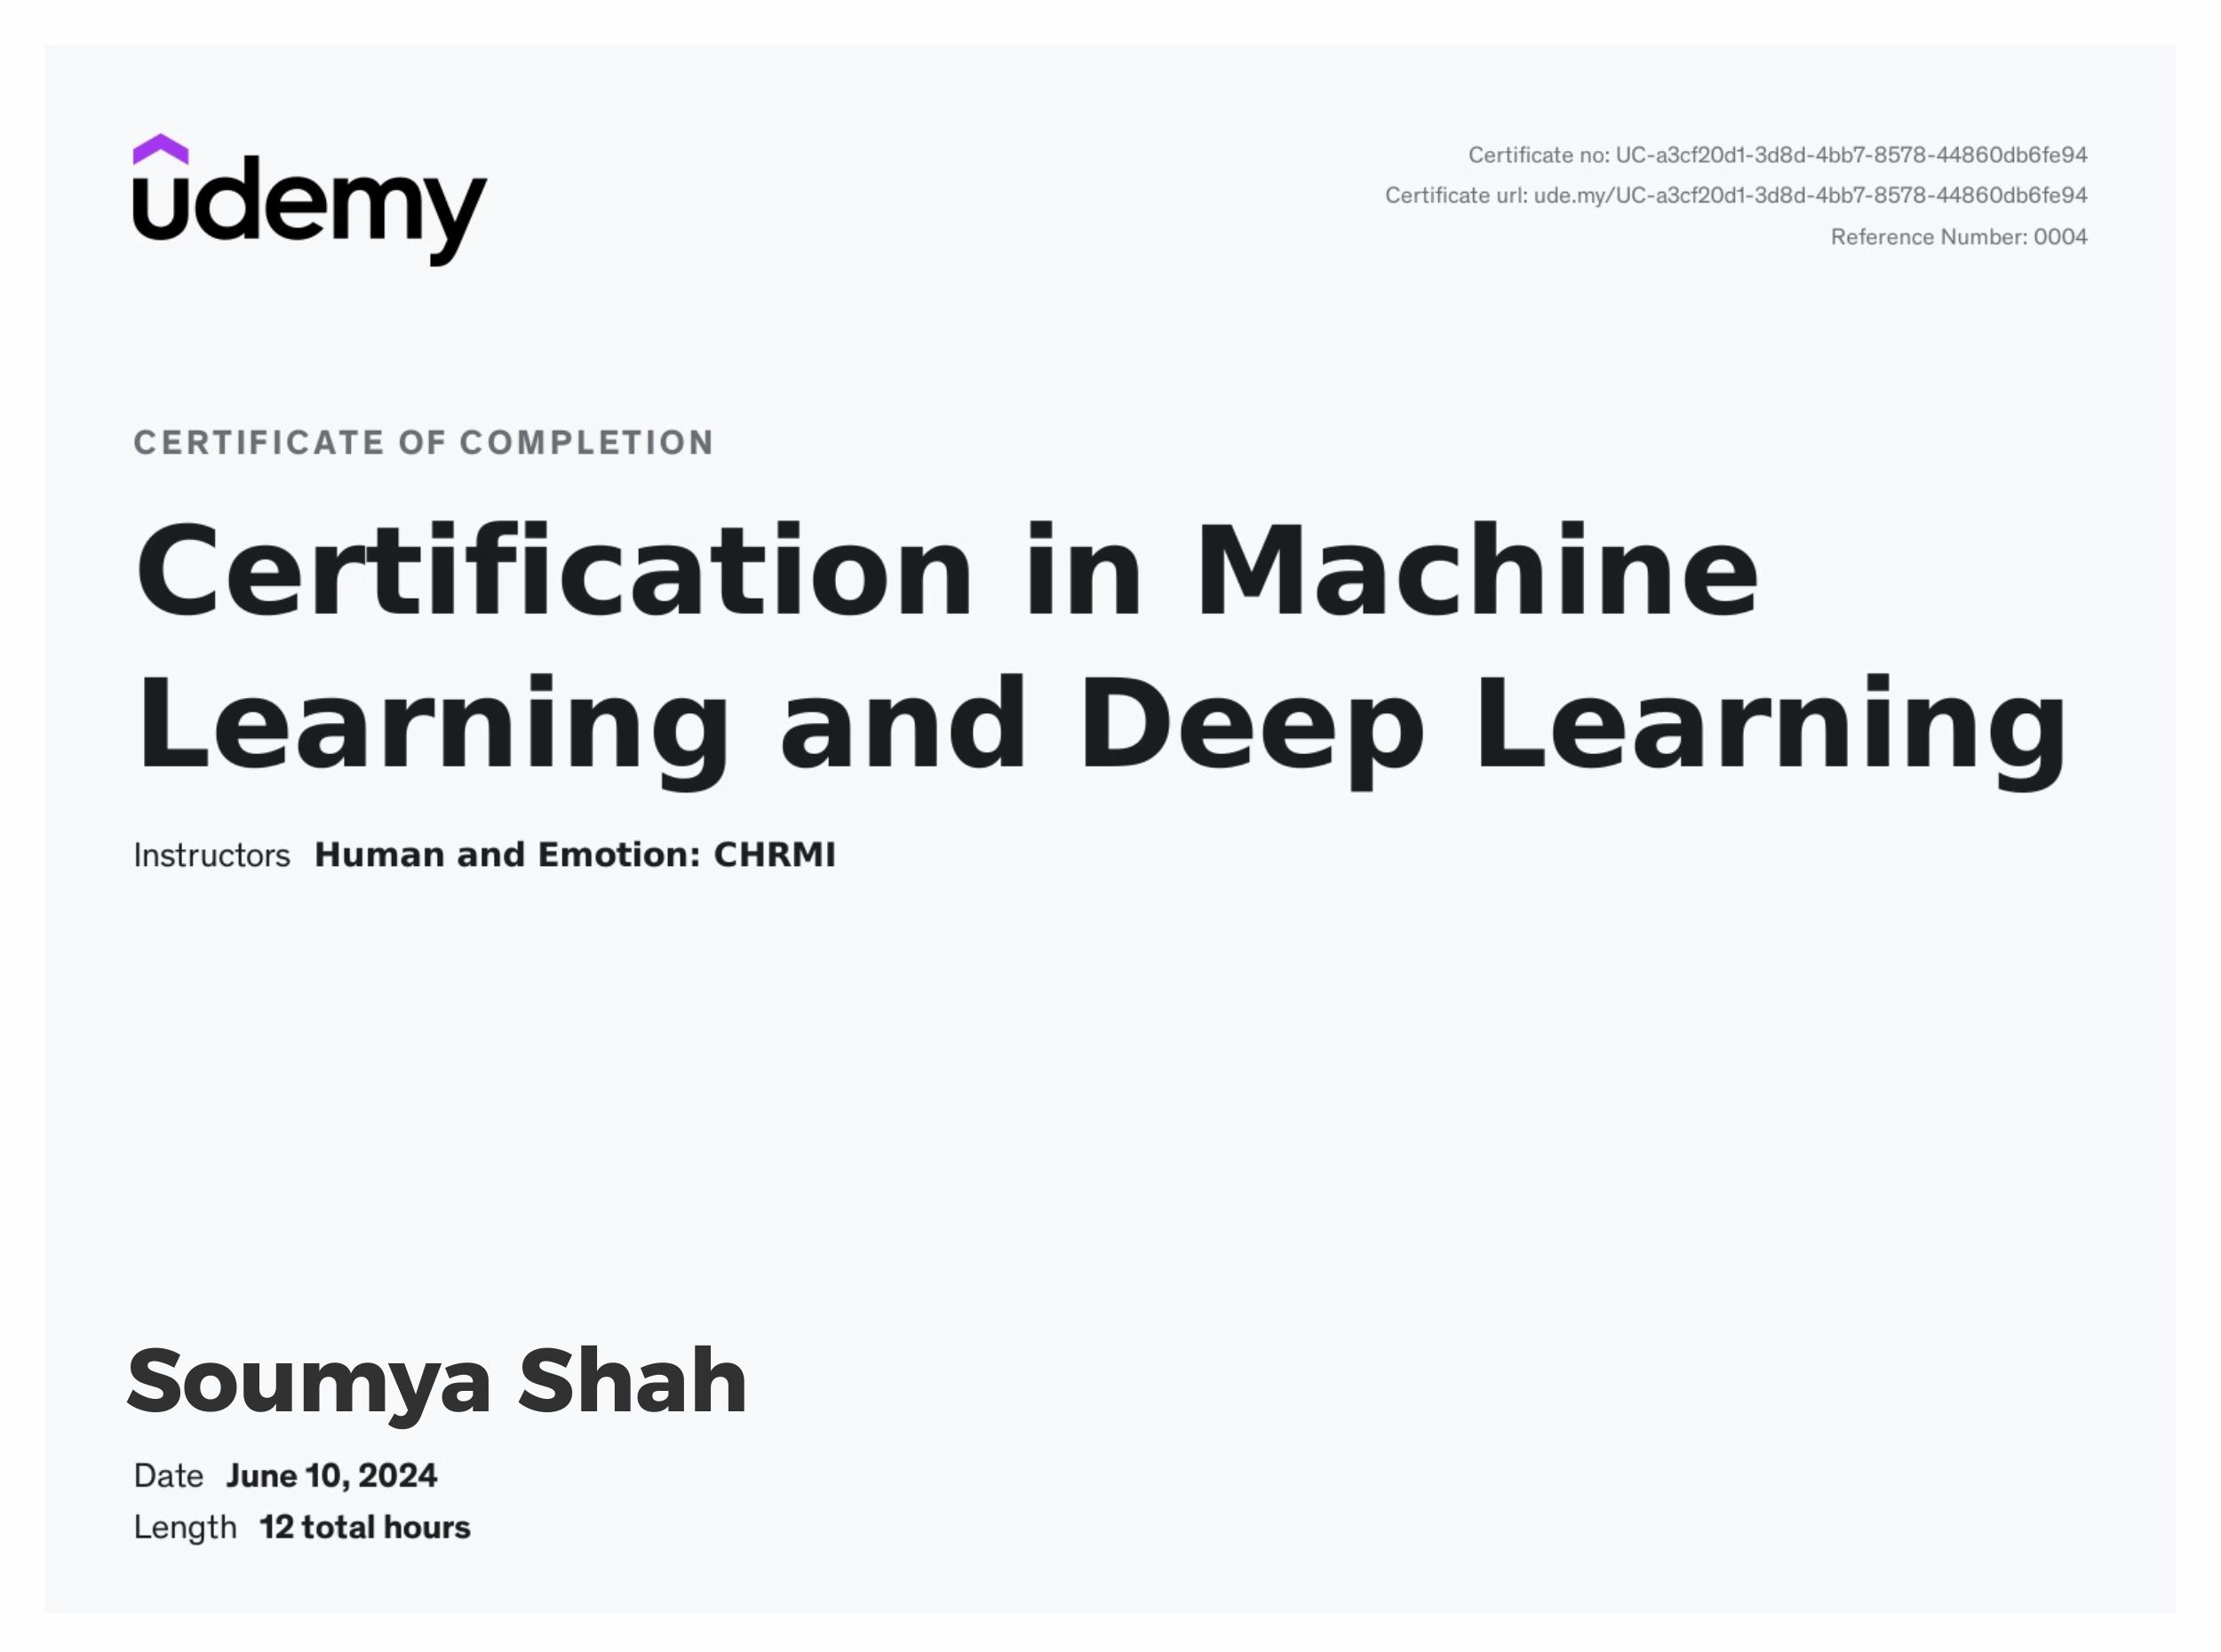 udemy
Certificate no: UC-a3cf20d1-3d8d-4bb7-8578-44860db6fe94
Certificate url: ude.my/UC-a3cf20d1-3d8d-4bb7-8578-44860db6fe94
Reference Number: 0004
CERTIFICATE OF COMPLETION
Certification in Machine
Learning and Deep Learning
Instructors Human and Emotion: CHRMI
Soumya Shah
Date June 10, 2024
Length 12 total hours